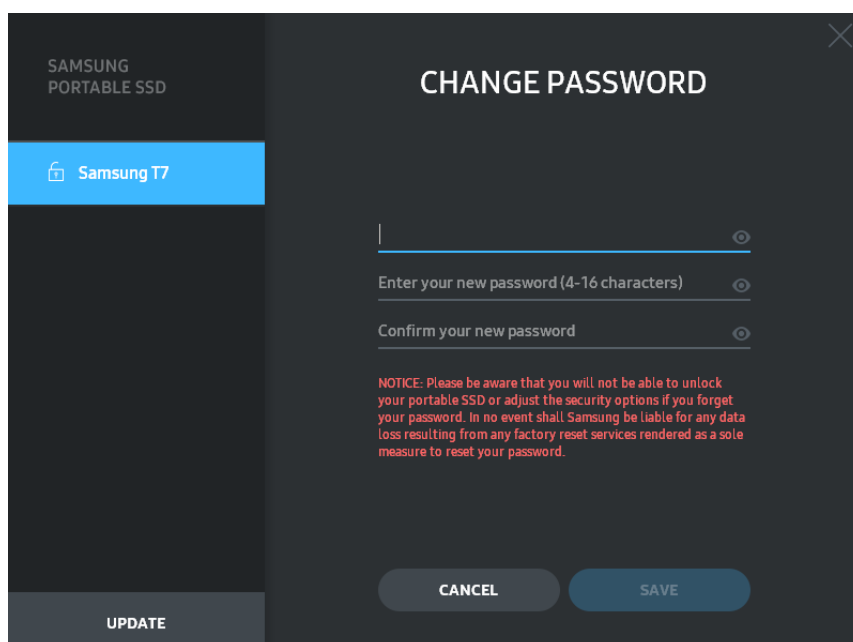 SAMSUNG
PORTABLE SSD
Samsung T7
UPDATE
CHANGE PASSWORD
Enter your new password (4-16 characters)
Confirm your new password
NOTICE: Please be aware that you will not be able to unlock
your portable SSD or adjust the security options if you forget
your password. In no event shall Samsung be liable for any data
loss resulting from any factory reset services rendered as a sole
measure to reset your password.
CANCEL
SAVE